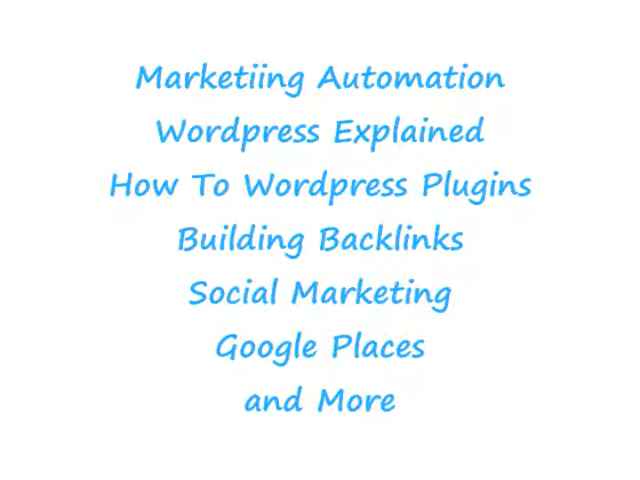 Marketiing Automation
Wordpress Explained
How To Wordpress Plugins
Building Backlinks
Social Marketing
Google Places
and More